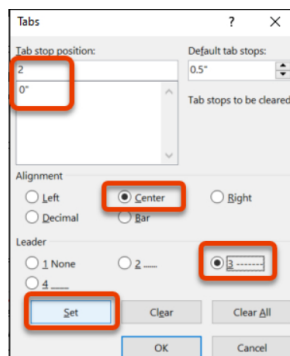 Tabs ? ×
Tab stop position: Default tab stops:
2 0.5"
0" Tab stops to be cleared
Alignment
Left Center Right
Decimal Bar
Leader
1 None 2 .... 3 -------
4 ___
Set Clear Clear All
OK Cancel